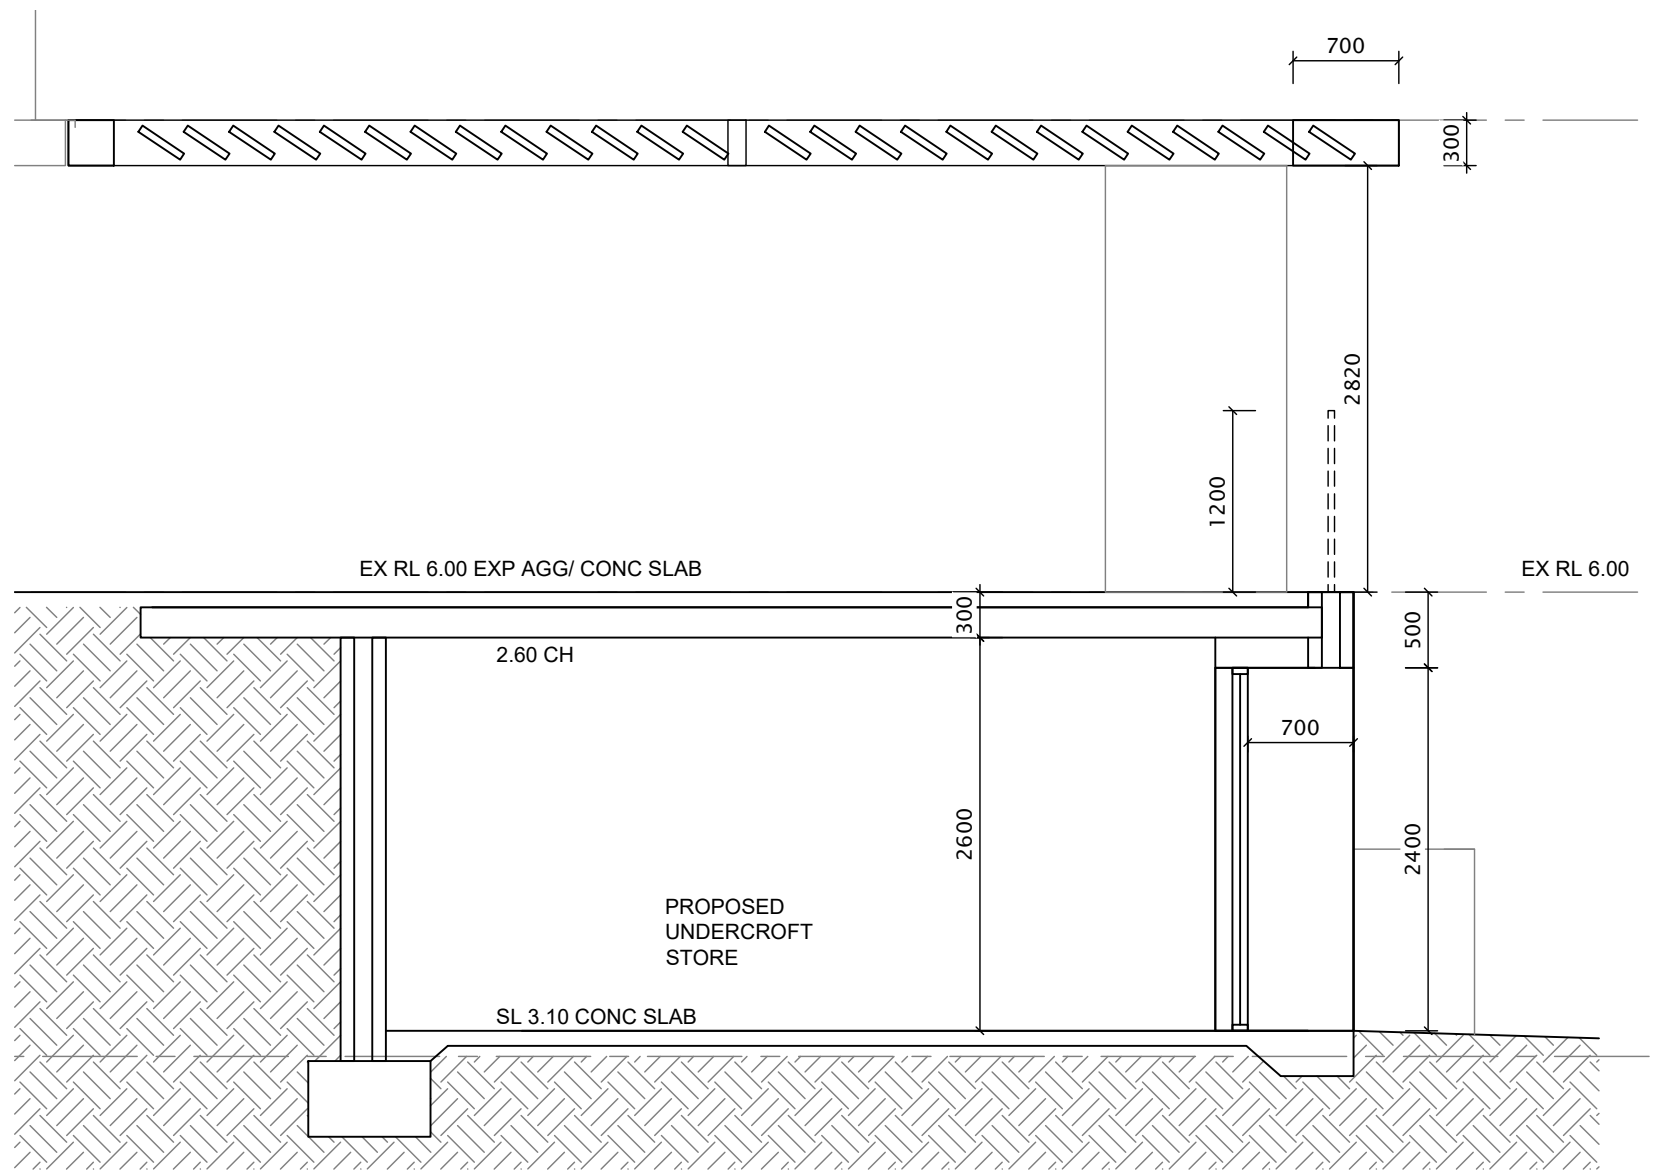 700
300
2820
1200
EX RL 6.00 EXP AGG/ CONC SLAB
EX RL 6.00
300
500
2.60 CH
700
2600
2400
PROPOSED
UNDERCROFT
STORE
SL 3.10 CONC SLAB